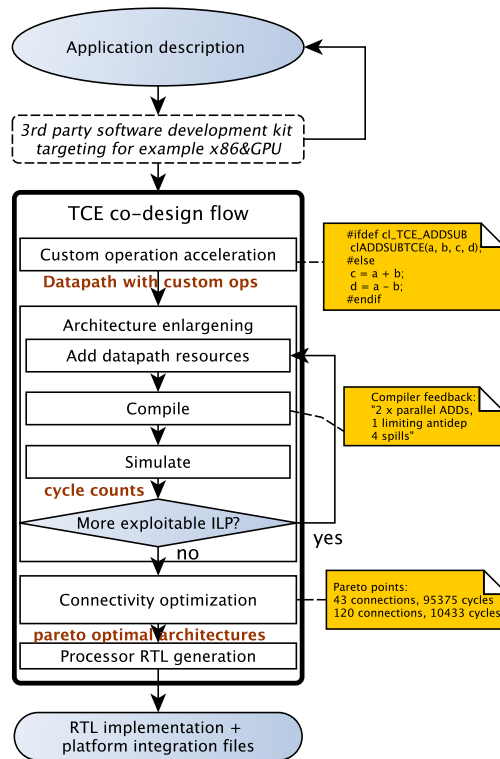 Application description
3rd party software development kit
targeting for example x86&GPU
TCE co-design flow
Custom operation acceleration
#ifdef cl_TCE_ADDSUB
clADDSUBTCE(a, b, c, d);
#else
c = a + b;
d = a - b;
#endif
Datapath with custom ops
Architecture enlargening
Add datapath resources
Compile
Compiler feedback:
"2 x parallel ADDs,
1 limiting antidep
4 spills"
Simulate
cycle counts
More exploitable ILP?
yes
no
Connectivity optimization
Pareto points:
43 connections, 95375 cycles
120 connections, 10433 cycles
pareto optimal architectures
Processor RTL generation
RTL implementation +
platform integration files